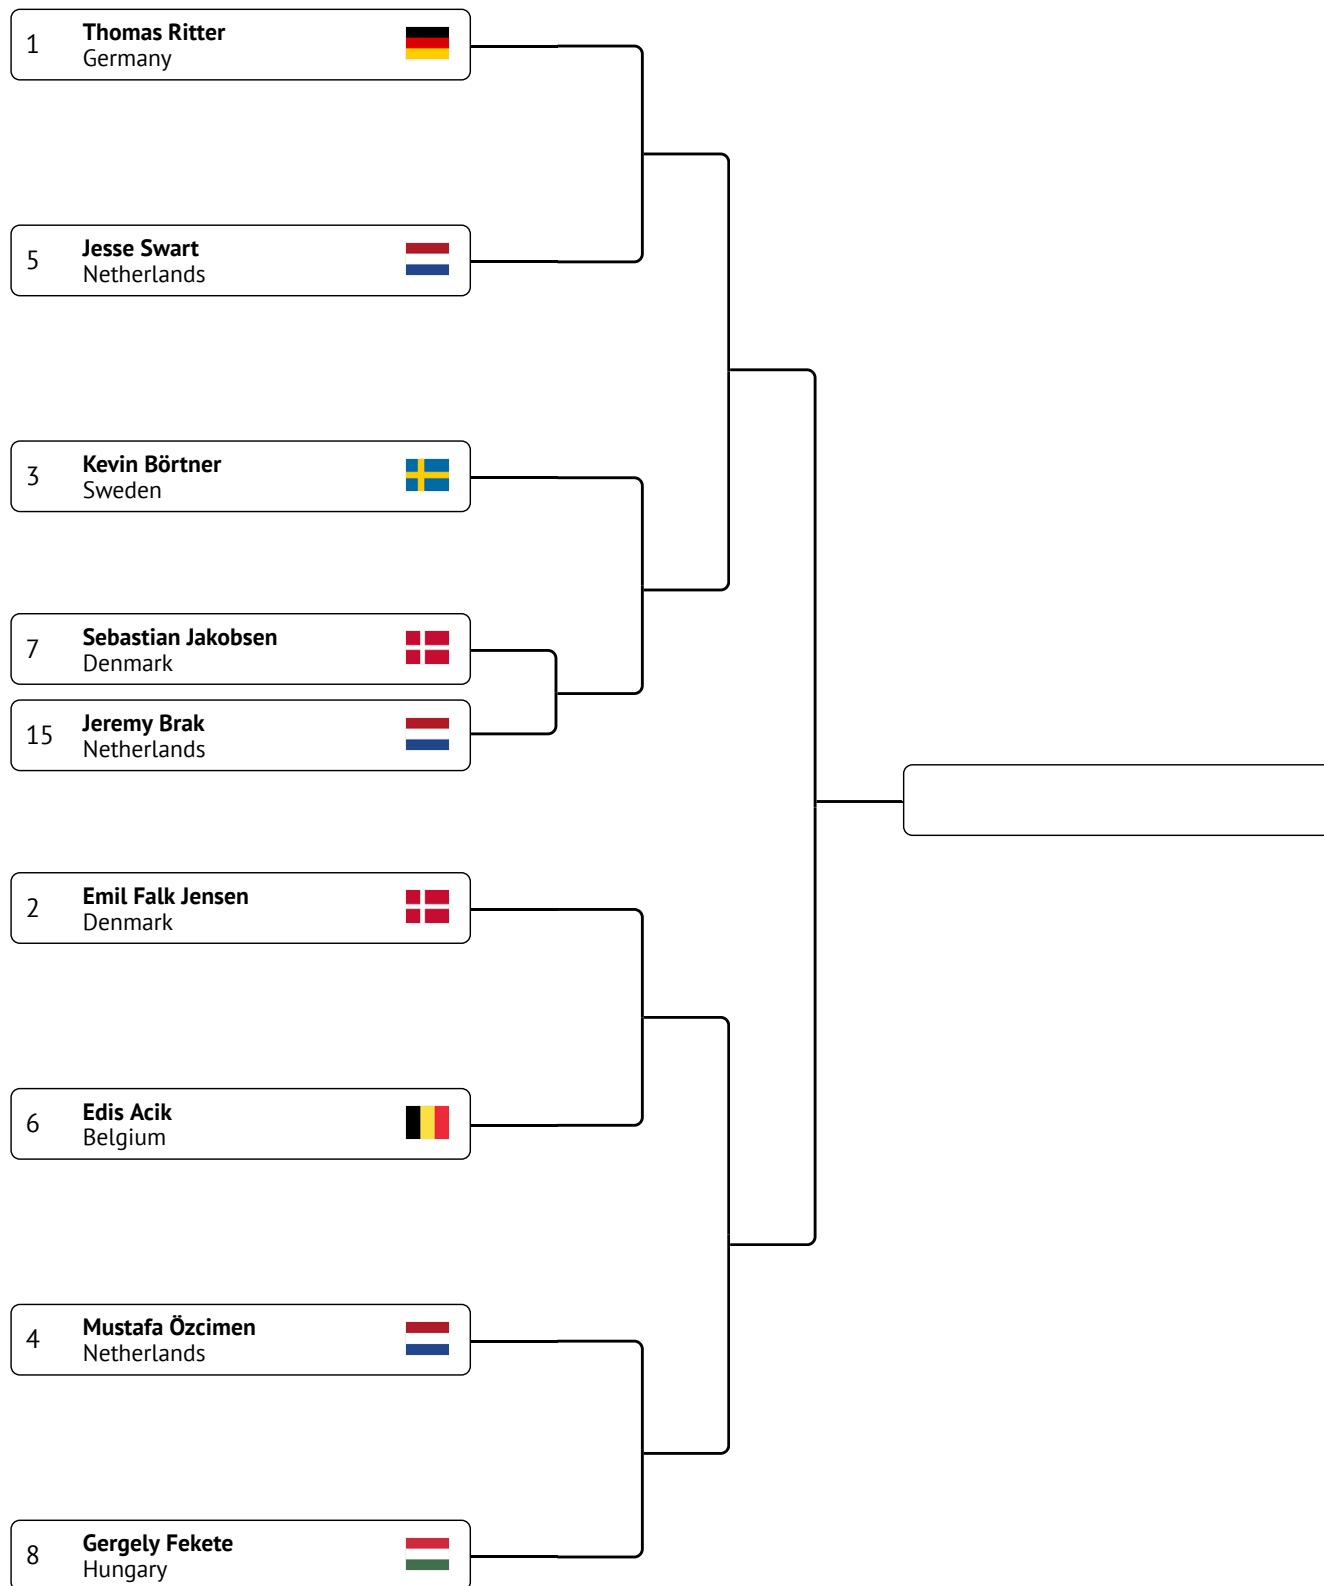 1
Thomas Ritter
Germany
5
Jesse Swart
Netherlands
3
Kevin Börtner
Sweden
7
Sebastian Jakobsen
Denmark
15
Jeremy Brak
Netherlands
2
Emil Falk Jensen
Denmark
6
Edis Acik
Belgium
4
Mustafa Özcimen
Netherlands
8
Gergely Fekete
Hungary